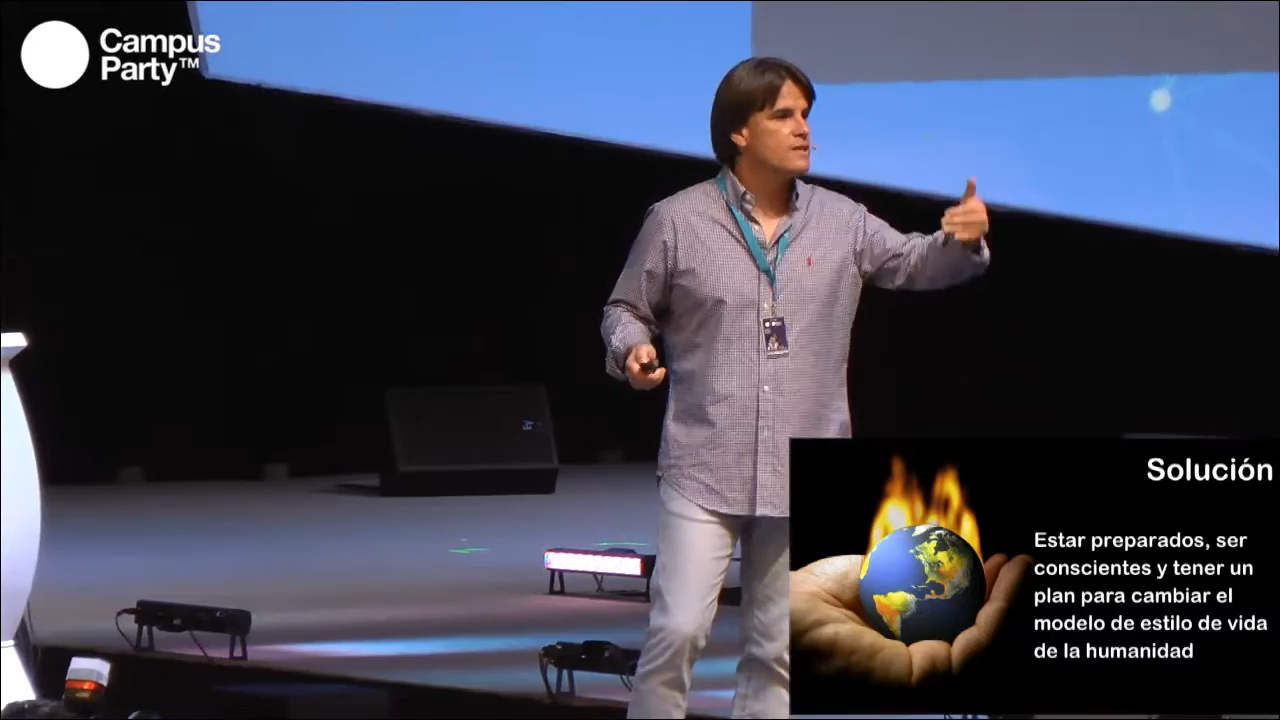 Campus
Party™
Solución
Estar preparados, ser
conscientes y tener un
plan para cambiar el
modelo de estilo de vida
de la humanidad